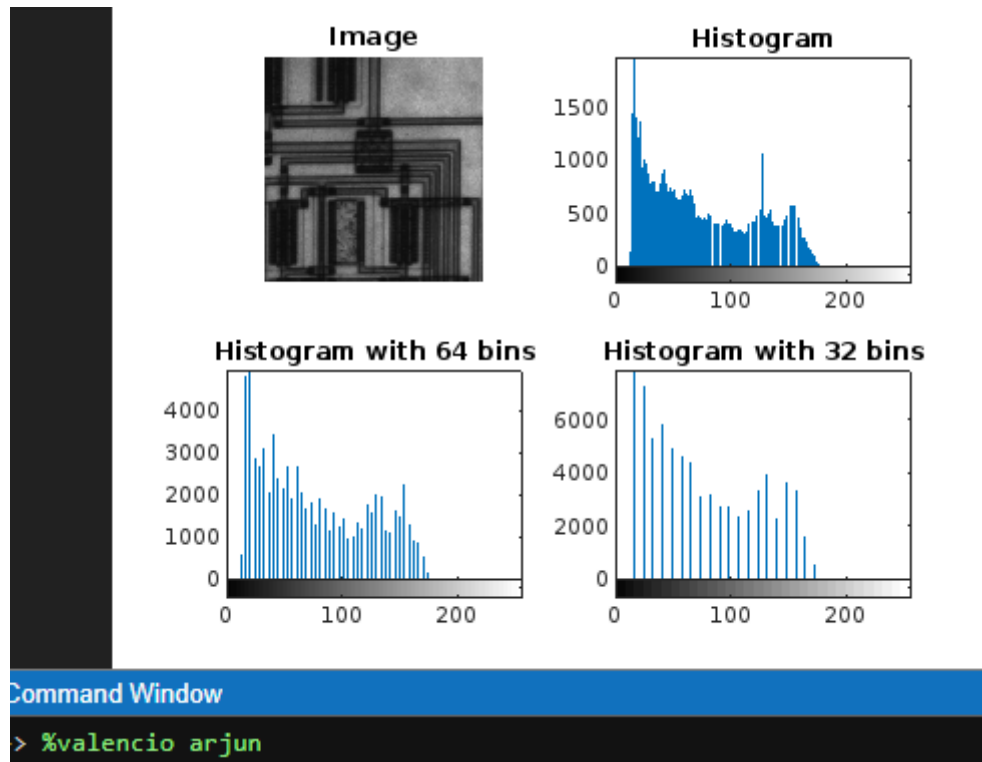 Image
Histogram
1500
1000
500
0
0 100 200
Histogram with 64 bins
4000
3000
2000
1000
0
0 100 200
Histogram with 32 bins
6000
4000
2000
0
0 100 200
Command Window
> %valencio arjun